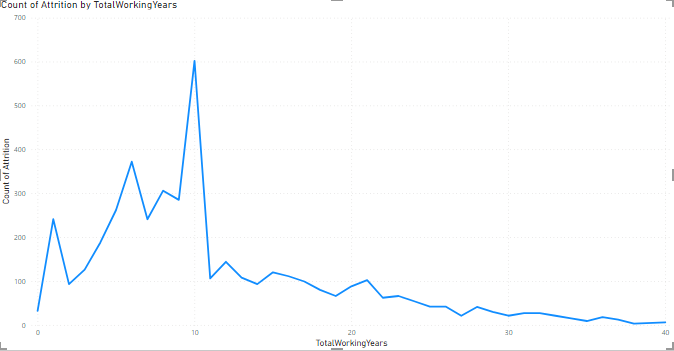 Count of Attrition by TotalWorkingYears
700
600
500
400
300
200
100
0
Count of Attrition
0 10 20 30 40
TotalWorkingYears